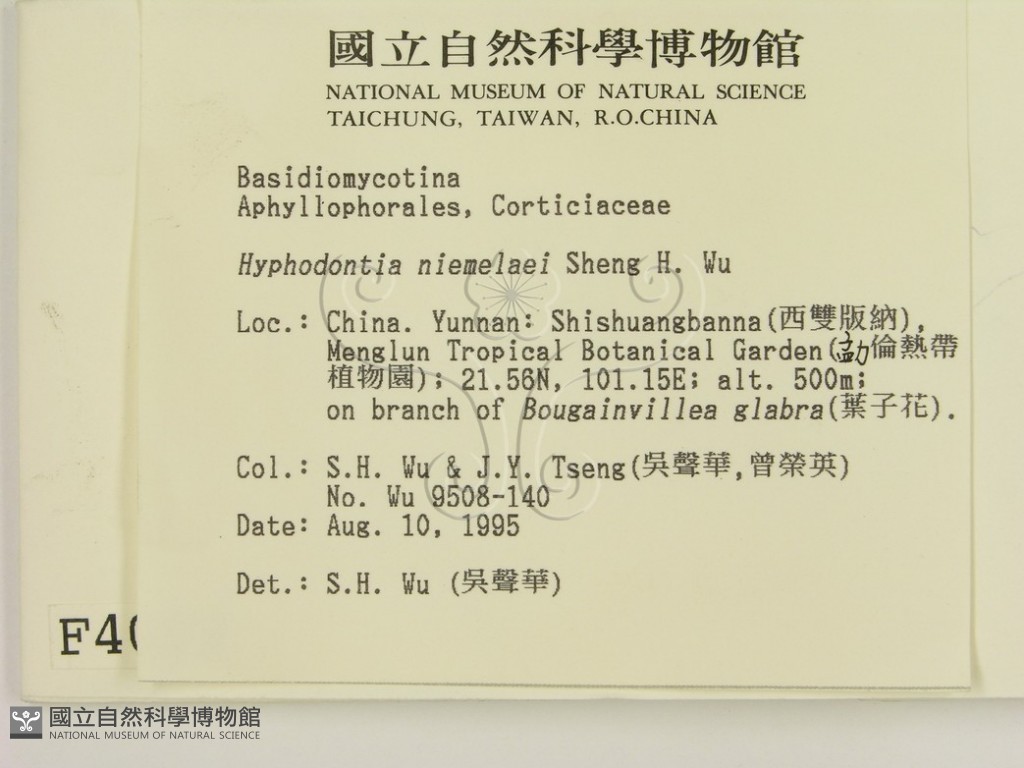 國立自然科學博物館
NATIONAL MUSEUM OF NATURAL SCIENCE
TAICHUNG, TAIWAN, R.O.CHINA
Basidiomycotina
Aphyllophorales, Corticiaceae
Hyphodontia niemelaei Sheng H. Wu
Loc.: China. Yunnan: Shishuangbanna(西雙版納),
Menglun Tropical Botanical Garden(勐倫熱帶
植物園); 21.56N, 101.15E; alt. 500m;
on branch of Bougainvillea glabra(葉子花).
Col.: S.H. Wu & J.Y. Tseng(吳聲華,曾榮英)
No. Wu 9508-140
Date: Aug. 10, 1995
Det.: S.H. Wu (吳聲華)
F4
國立自然科學博物館
NATIONAL MUSEUM OF NATURAL SCIENCE